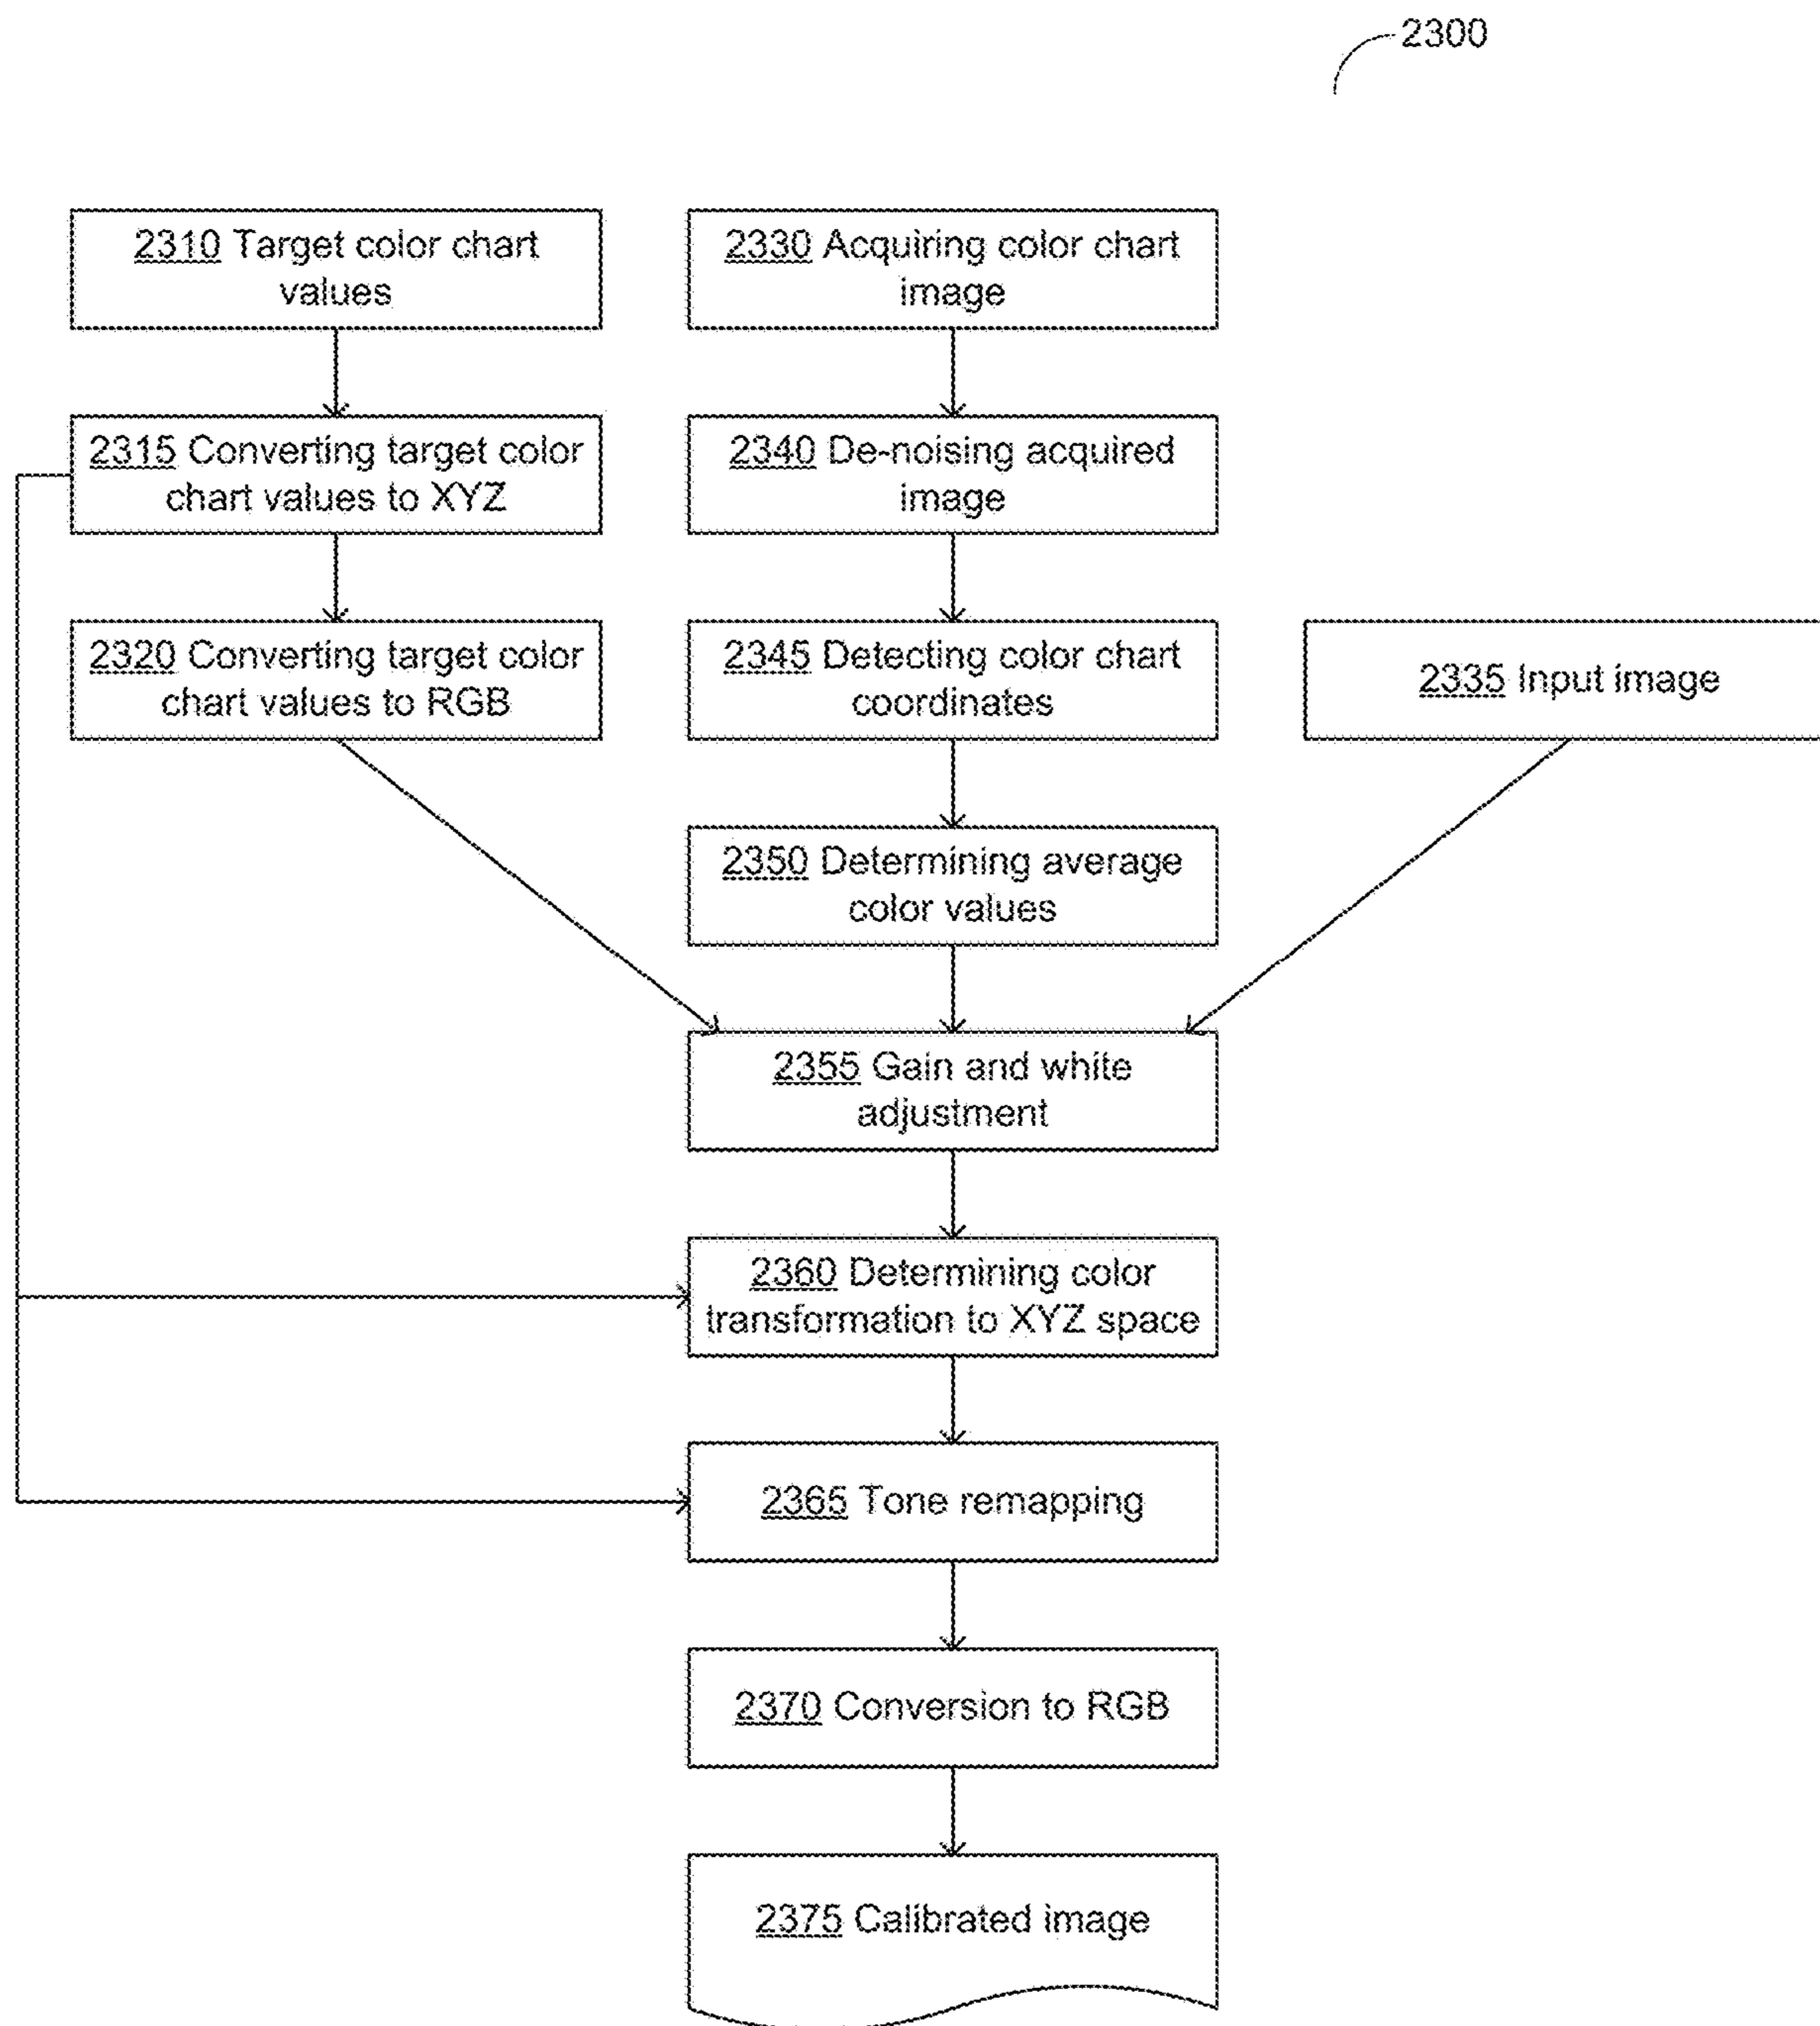 2300
2310 Target color chart
values
2330 Acquiring color chart
image
2315 Converting target color
chart values to XYZ
2340 De-noising acquired
image
2320 Converting target color
chart values to RGB
2345 Detecting color chart
coordinates
2335 Input image
2350 Determining average
color values
2355 Gain and white
adjustment
2360 Determining color
transformation to XYZ space
2365 Tone remapping
2370 Conversion to RGB
2375 Calibrated image